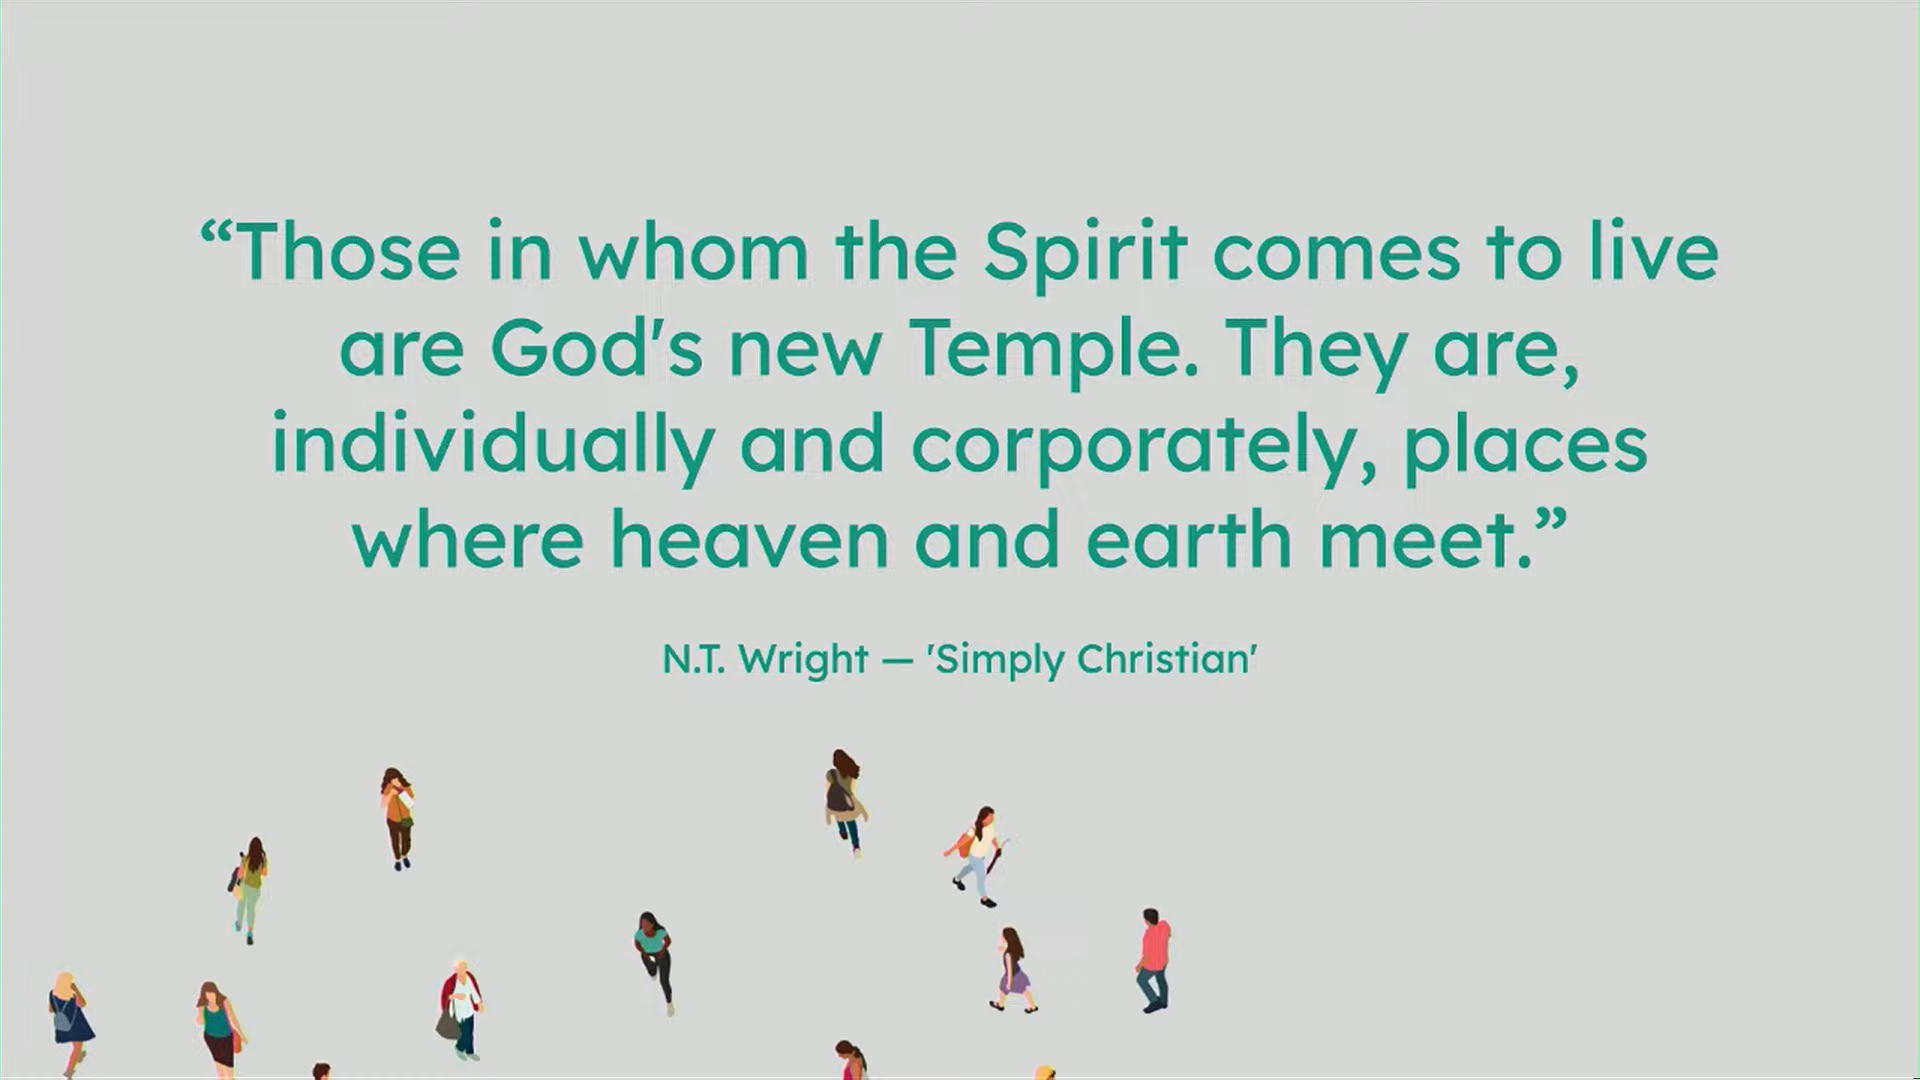 “Those in whom the Spirit comes to live
are God's new Temple. They are,
individually and corporately, places
where heaven and earth meet.”
N.T. Wright — 'Simply Christian'